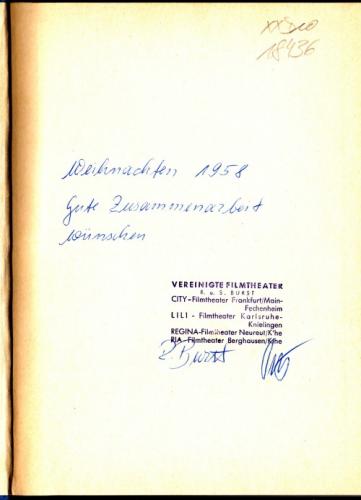 18436
Weihnachten 1958
Gute Zusammenarbeit
wünschen
VEREINIGTE FILMTHEATER
R. u. S. BURST
CITY-Filmtheater Frankfurt/Main-
Fechenheim
LILI - Filmtheater Karlsruhe-
Knielingen
REGINA-Filmtheater Neureut/K'he
RIA-Filmtheater Berghausen/K'he
R. Burst